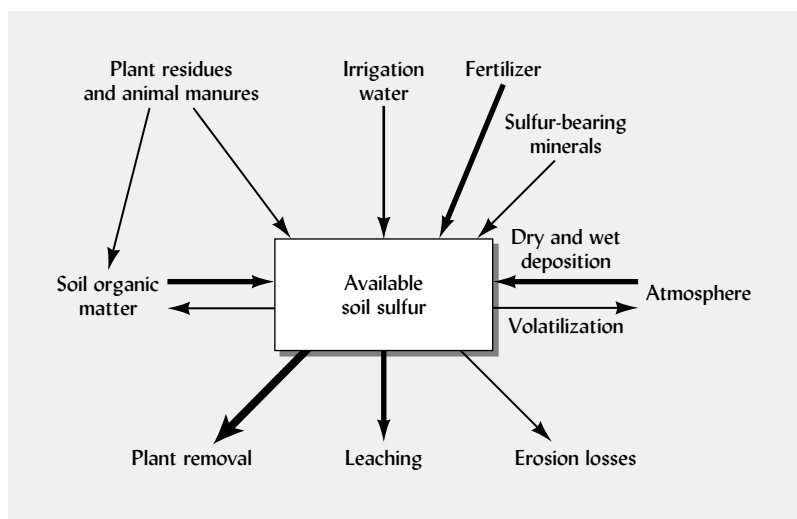 Plant residues
and animal manures
Irrigation
water
Fertilizer
Sulfur-bearing
minerals
Dry and wet
deposition
Soil organic
matter
Available
soil sulfur
Atmosphere
Volatilization
Plant removal
Leaching
Erosion losses